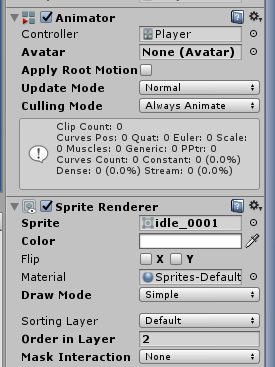 Animator
Controller Player
Avatar None (Avatar)
Apply Root Motion
Update Mode Normal
Culling Mode Always Animate
Clip Count: 0
Curves Pos: 0 Quat: 0 Euler: 0 Scale:
0 Muscles: 0 Generic: 0 PPtr: 0
Curves Count: 0 Constant: 0 (0.0%)
Dense: 0 (0.0%) Stream: 0 (0.0%)
Sprite Renderer
Sprite idle_0001
Color
Flip X Y
Material Sprites-Default
Draw Mode Simple
Sorting Layer Default
Order in Layer 2
Mask Interaction None